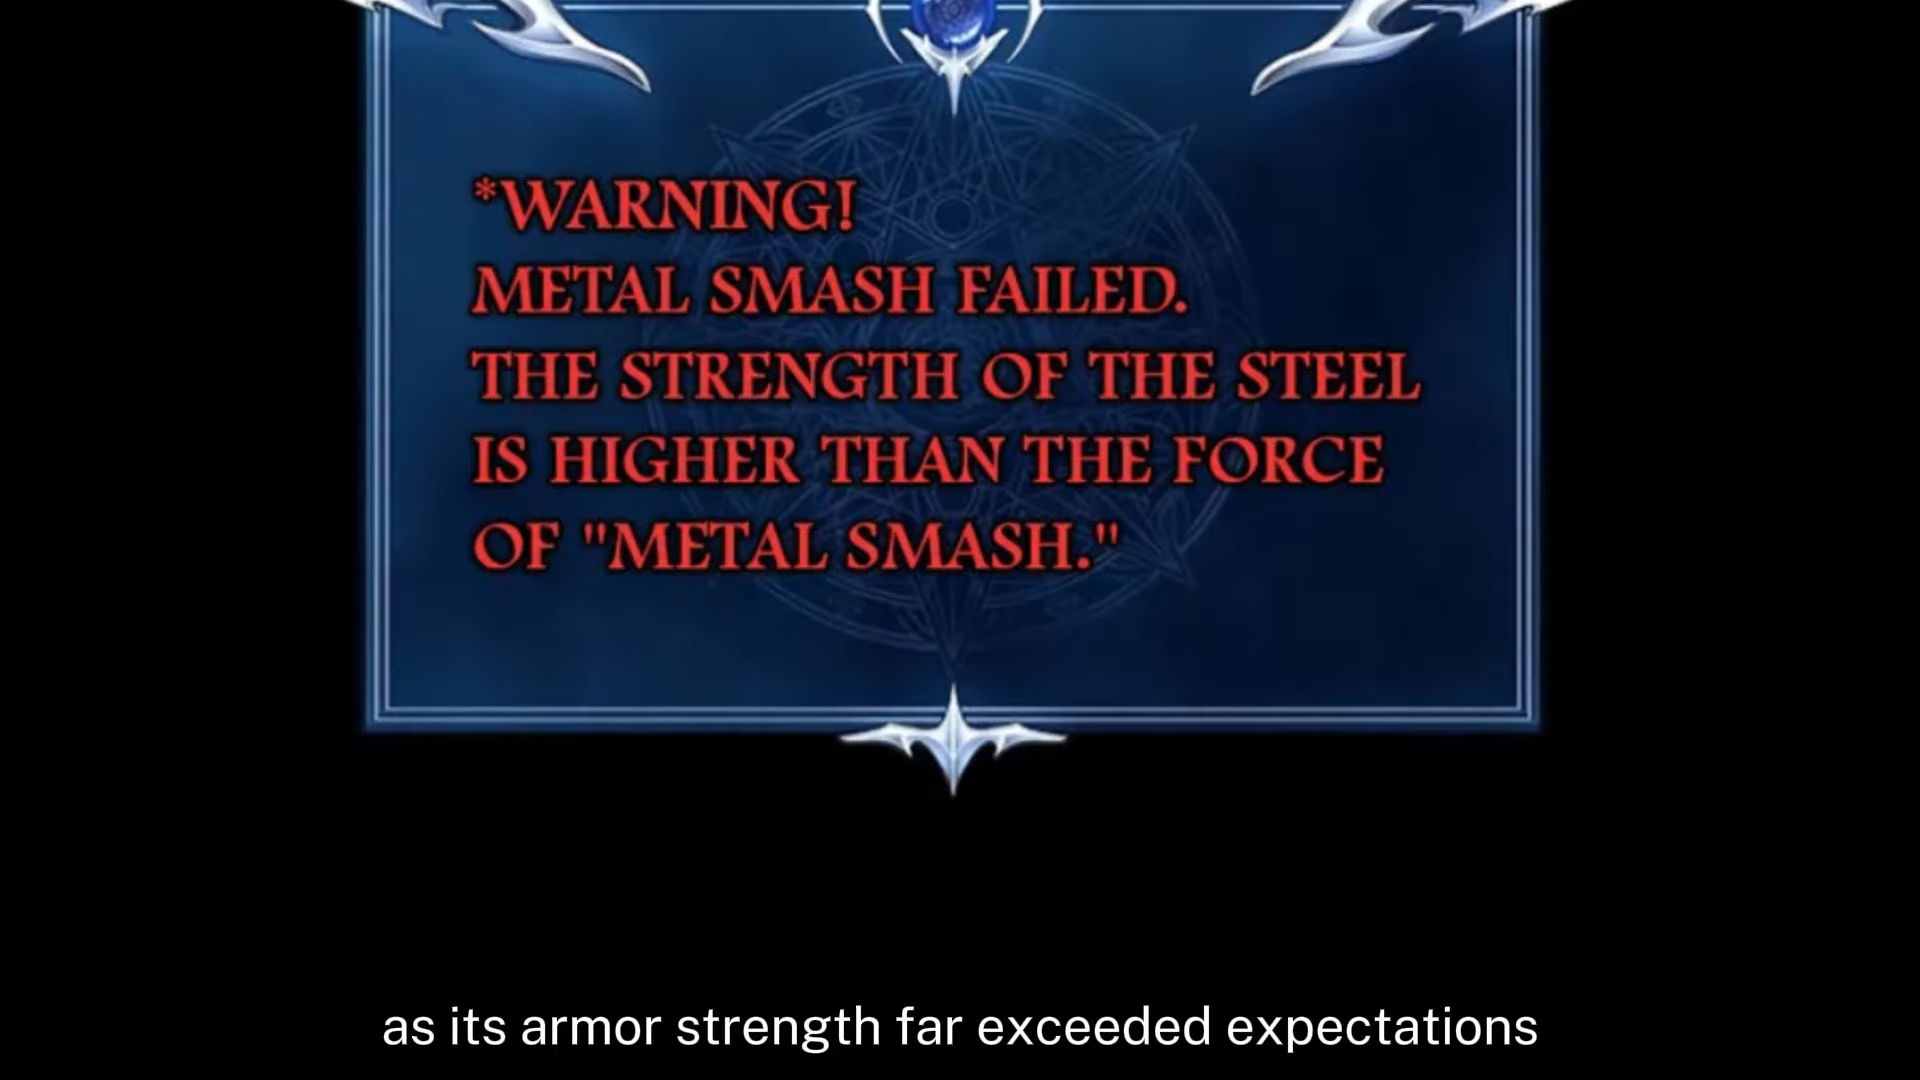 *WARNING!
METAL SMASH FAILED.
THE STRENGTH OF THE STEEL
IS HIGHER THAN THE FORCE
OF "METAL SMASH."
as its armor strength far exceeded expectations